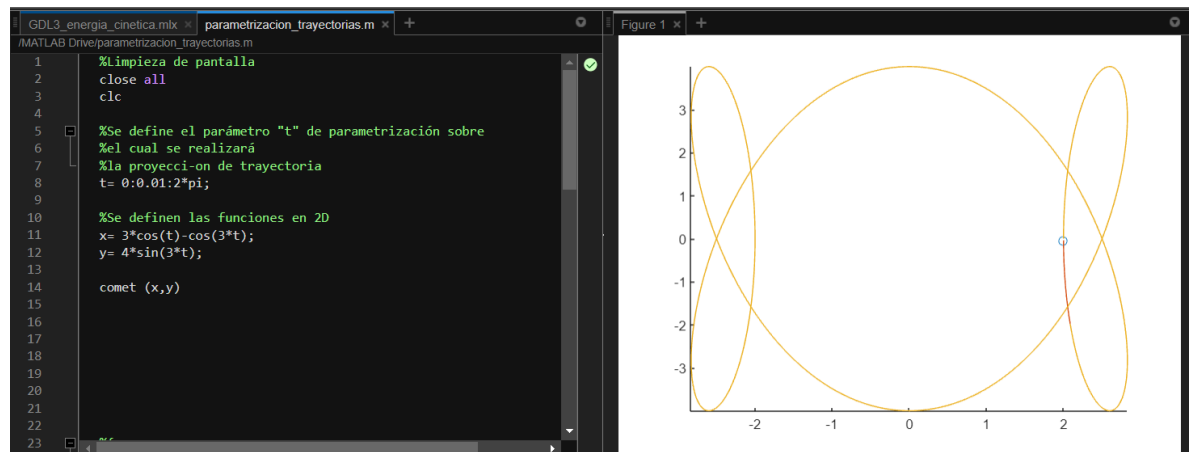 GDL3_energia_cinetica.mlx × parametrizacion_trayectorias.m × +
/MATLAB Drive/parametrizacion_trayectorias.m
1 %Limpieza de pantalla
2 close all
3 clc
4
5 %Se define el parámetro "t" de parametrización sobre
6 %el cual se realizará
7 %la proyecci-on de trayectoria
8 t= 0:0.01:2*pi;
9
10 %Se definen las funciones en 2D
11 x= 3*cos(t)-cos(3*t);
12 y= 4*sin(3*t);
13
14 comet (x,y)
15
16
17
18
19
20
21
22
23
Figure 1 × +
3
2
1
0
-1
-2
-3
-2 -1 0 1 2